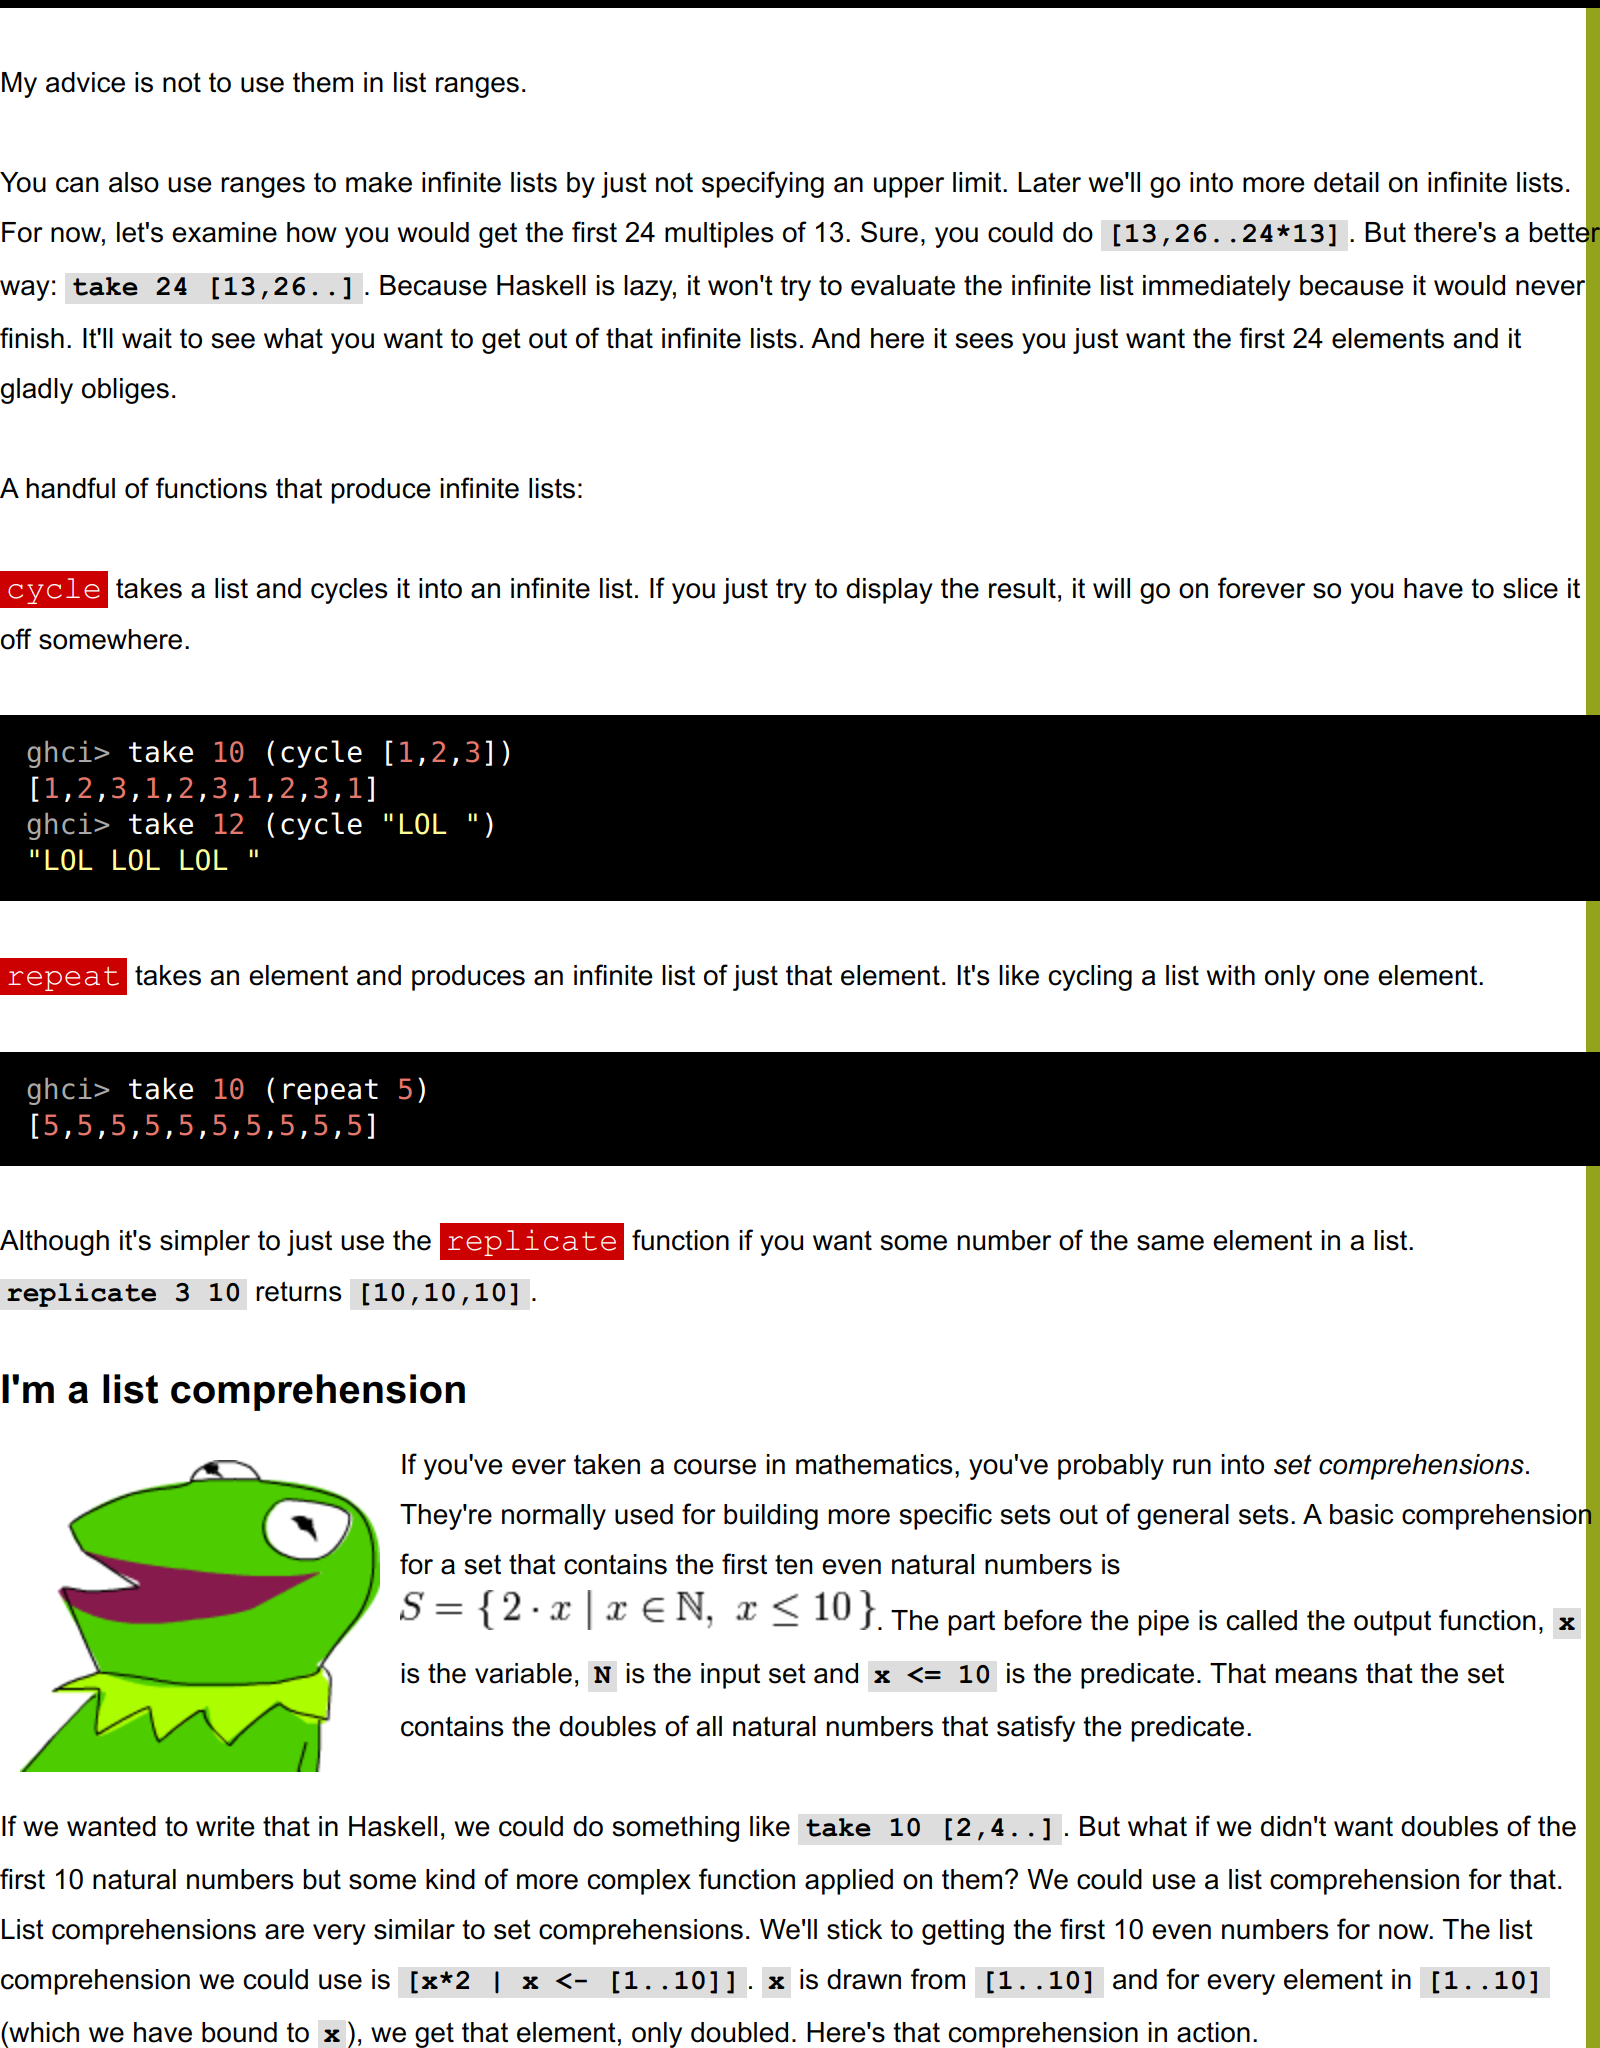 My advice is not to use them in list ranges.
You can also use ranges to make infinite lists by just not specifying an upper limit. Later we'll go into more detail on infinite lists.
For now, let's examine how you would get the first 24 multiples of 13. Sure, you could do [13,26..24*13]. But there's a better
way: take 24 [13,26..]. Because Haskell is lazy, it won't try to evaluate the infinite list immediately because it would never
finish. It'll wait to see what you want to get out of that infinite lists. And here it sees you just want the first 24 elements and it
gladly obliges.
A handful of functions that produce infinite lists:
cycle takes a list and cycles it into an infinite list. If you just try to display the result, it will go on forever so you have to slice it
off somewhere.
ghci> take 10 (cycle [1,2,3])
[1,2,3,1,2,3,1,2,3,1]
ghci> take 12 (cycle "LOL ")
"LOL LOL LOL "
repeat takes an element and produces an infinite list of just that element. It's like cycling a list with only one element.
ghci> take 10 (repeat 5)
[5,5,5,5,5,5,5,5,5,5]
Although it's simpler to just use the replicate function if you want some number of the same element in a list.
replicate 3 10 returns [10,10,10].
I'm a list comprehension
If you've ever taken a course in mathematics, you've probably run into set comprehensions.
They're normally used for building more specific sets out of general sets. A basic comprehension
for a set that contains the first ten even natural numbers is
S = {2 · x | x ∈ ℕ, x ≤ 10}. The part before the pipe is called the output function, x
is the variable, N is the input set and x <= 10 is the predicate. That means that the set
contains the doubles of all natural numbers that satisfy the predicate.
If we wanted to write that in Haskell, we could do something like take 10 [2,4..]. But what if we didn't want doubles of the
first 10 natural numbers but some kind of more complex function applied on them? We could use a list comprehension for that.
List comprehensions are very similar to set comprehensions. We'll stick to getting the first 10 even numbers for now. The list
comprehension we could use is [x*2 | x <- [1..10]]. x is drawn from [1..10] and for every element in [1..10]
(which we have bound to x), we get that element, only doubled. Here's that comprehension in action.